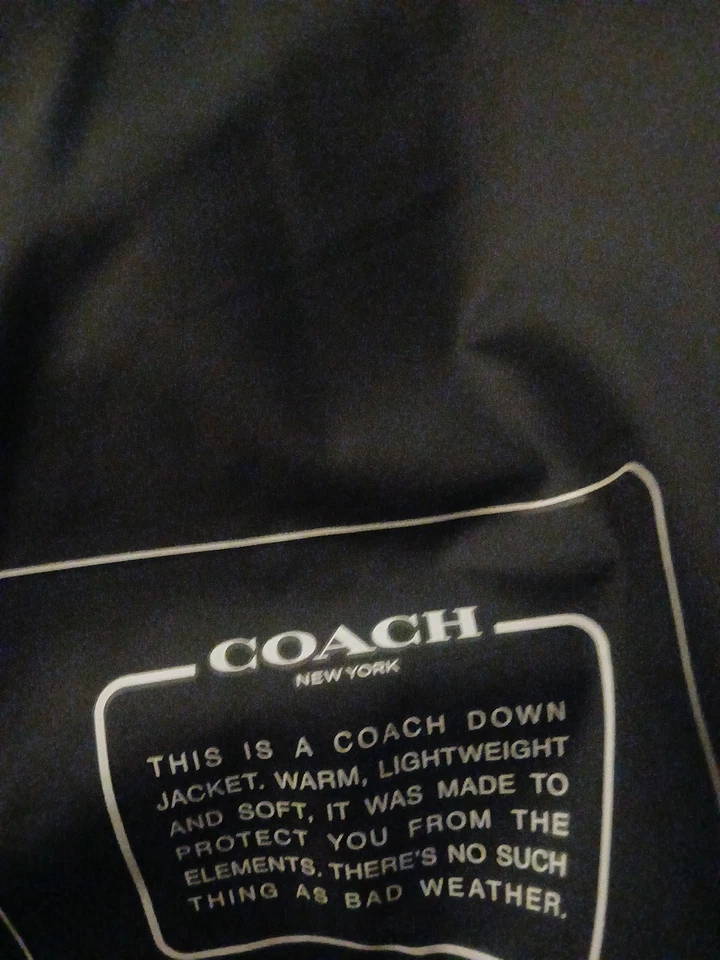 COACH
NEW YORK
THIS IS A COACH DOWN
JACKET. WARM, LIGHTWEIGHT
AND SOFT, IT WAS MADE TO
PROTECT YOU FROM THE
ELEMENTS. THERE'S NO SUCH
THING AS BAD WEATHER.